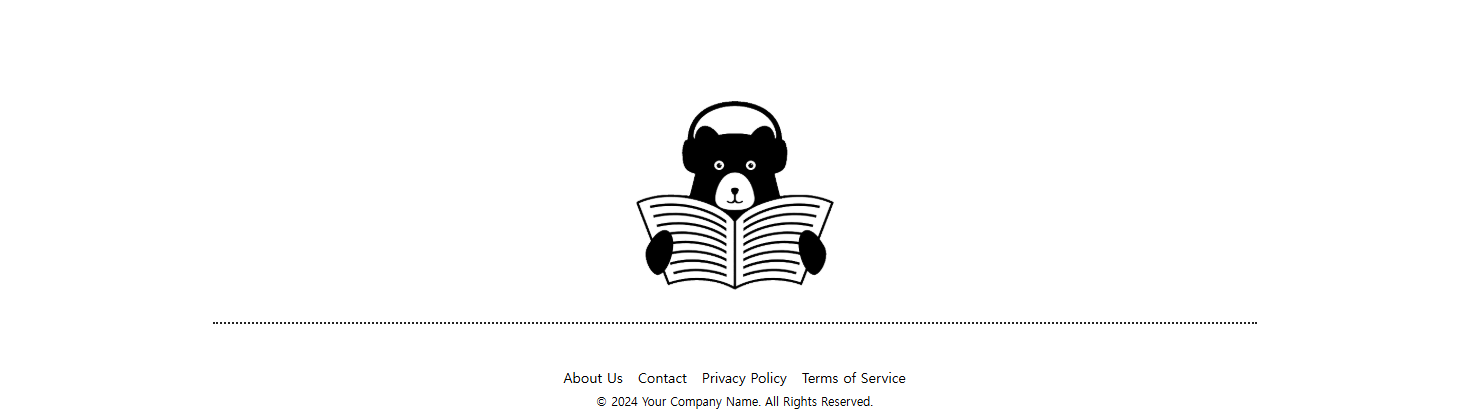 About Us Contact Privacy Policy Terms of Service
© 2024 Your Company Name. All Rights Reserved.